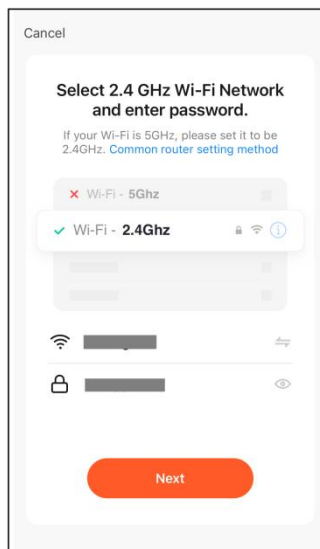 Cancel
Select 2.4 GHz Wi-Fi Network
and enter password.
If your Wi-Fi is 5GHz, please set it to be
2.4GHz. Common router setting method
Wi-Fi - 5Ghz
Wi-Fi - 2.4Ghz
Next